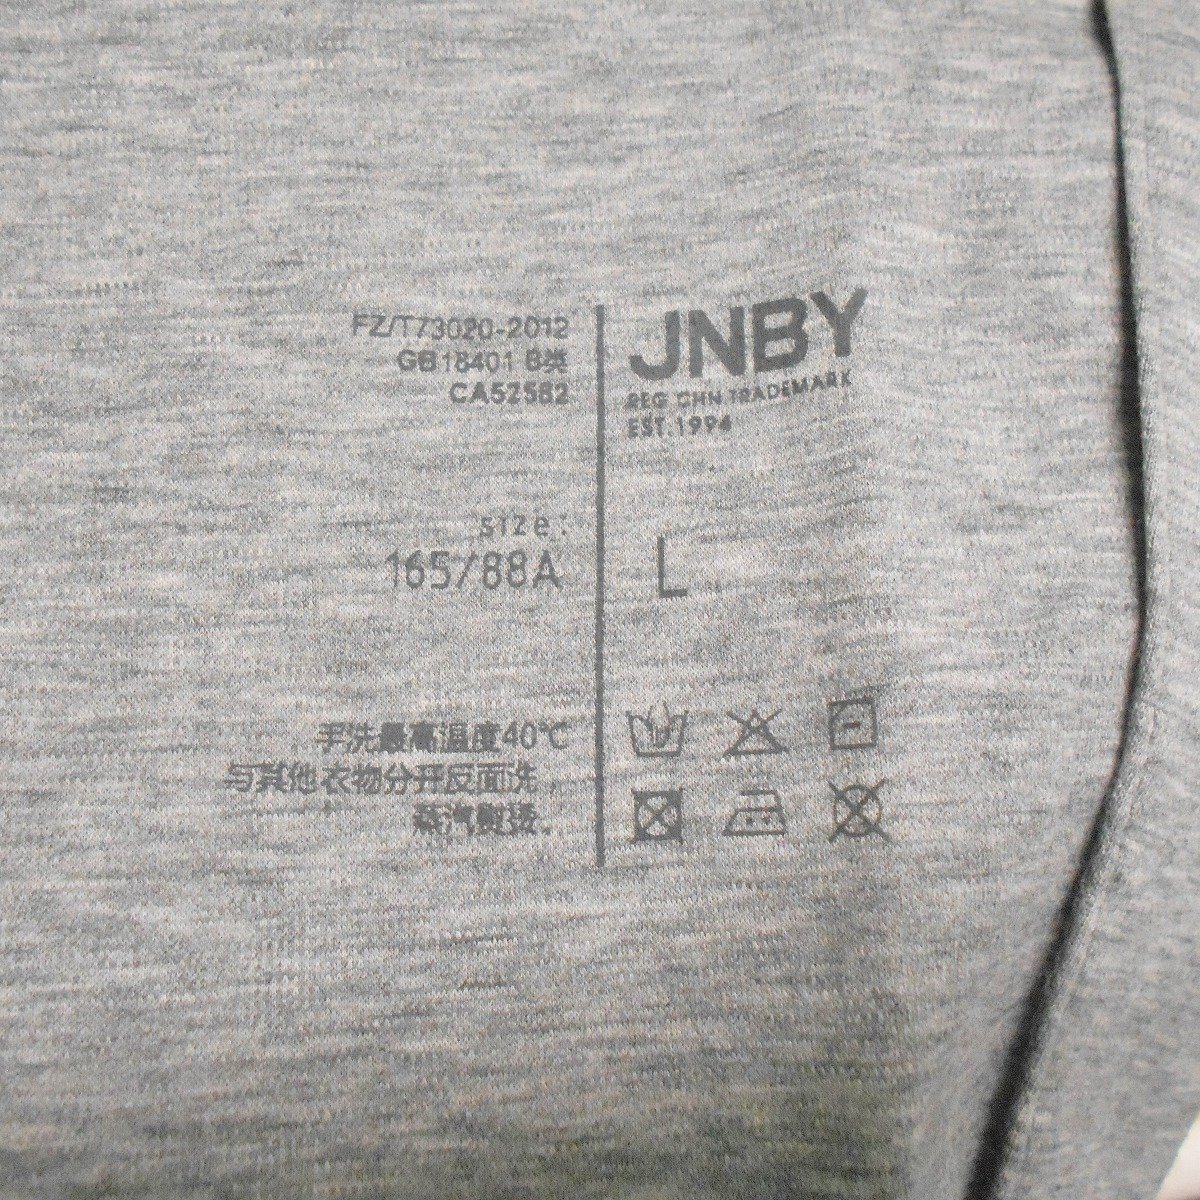 FZ/T73020-2012
GB18401 B类
CA52582
size:
165/88A
手洗最高温度40℃
与其他衣物分开反面洗,
蒸汽熨烫.
JNBY
REG CHN TRADEMARK
EST.1994
L